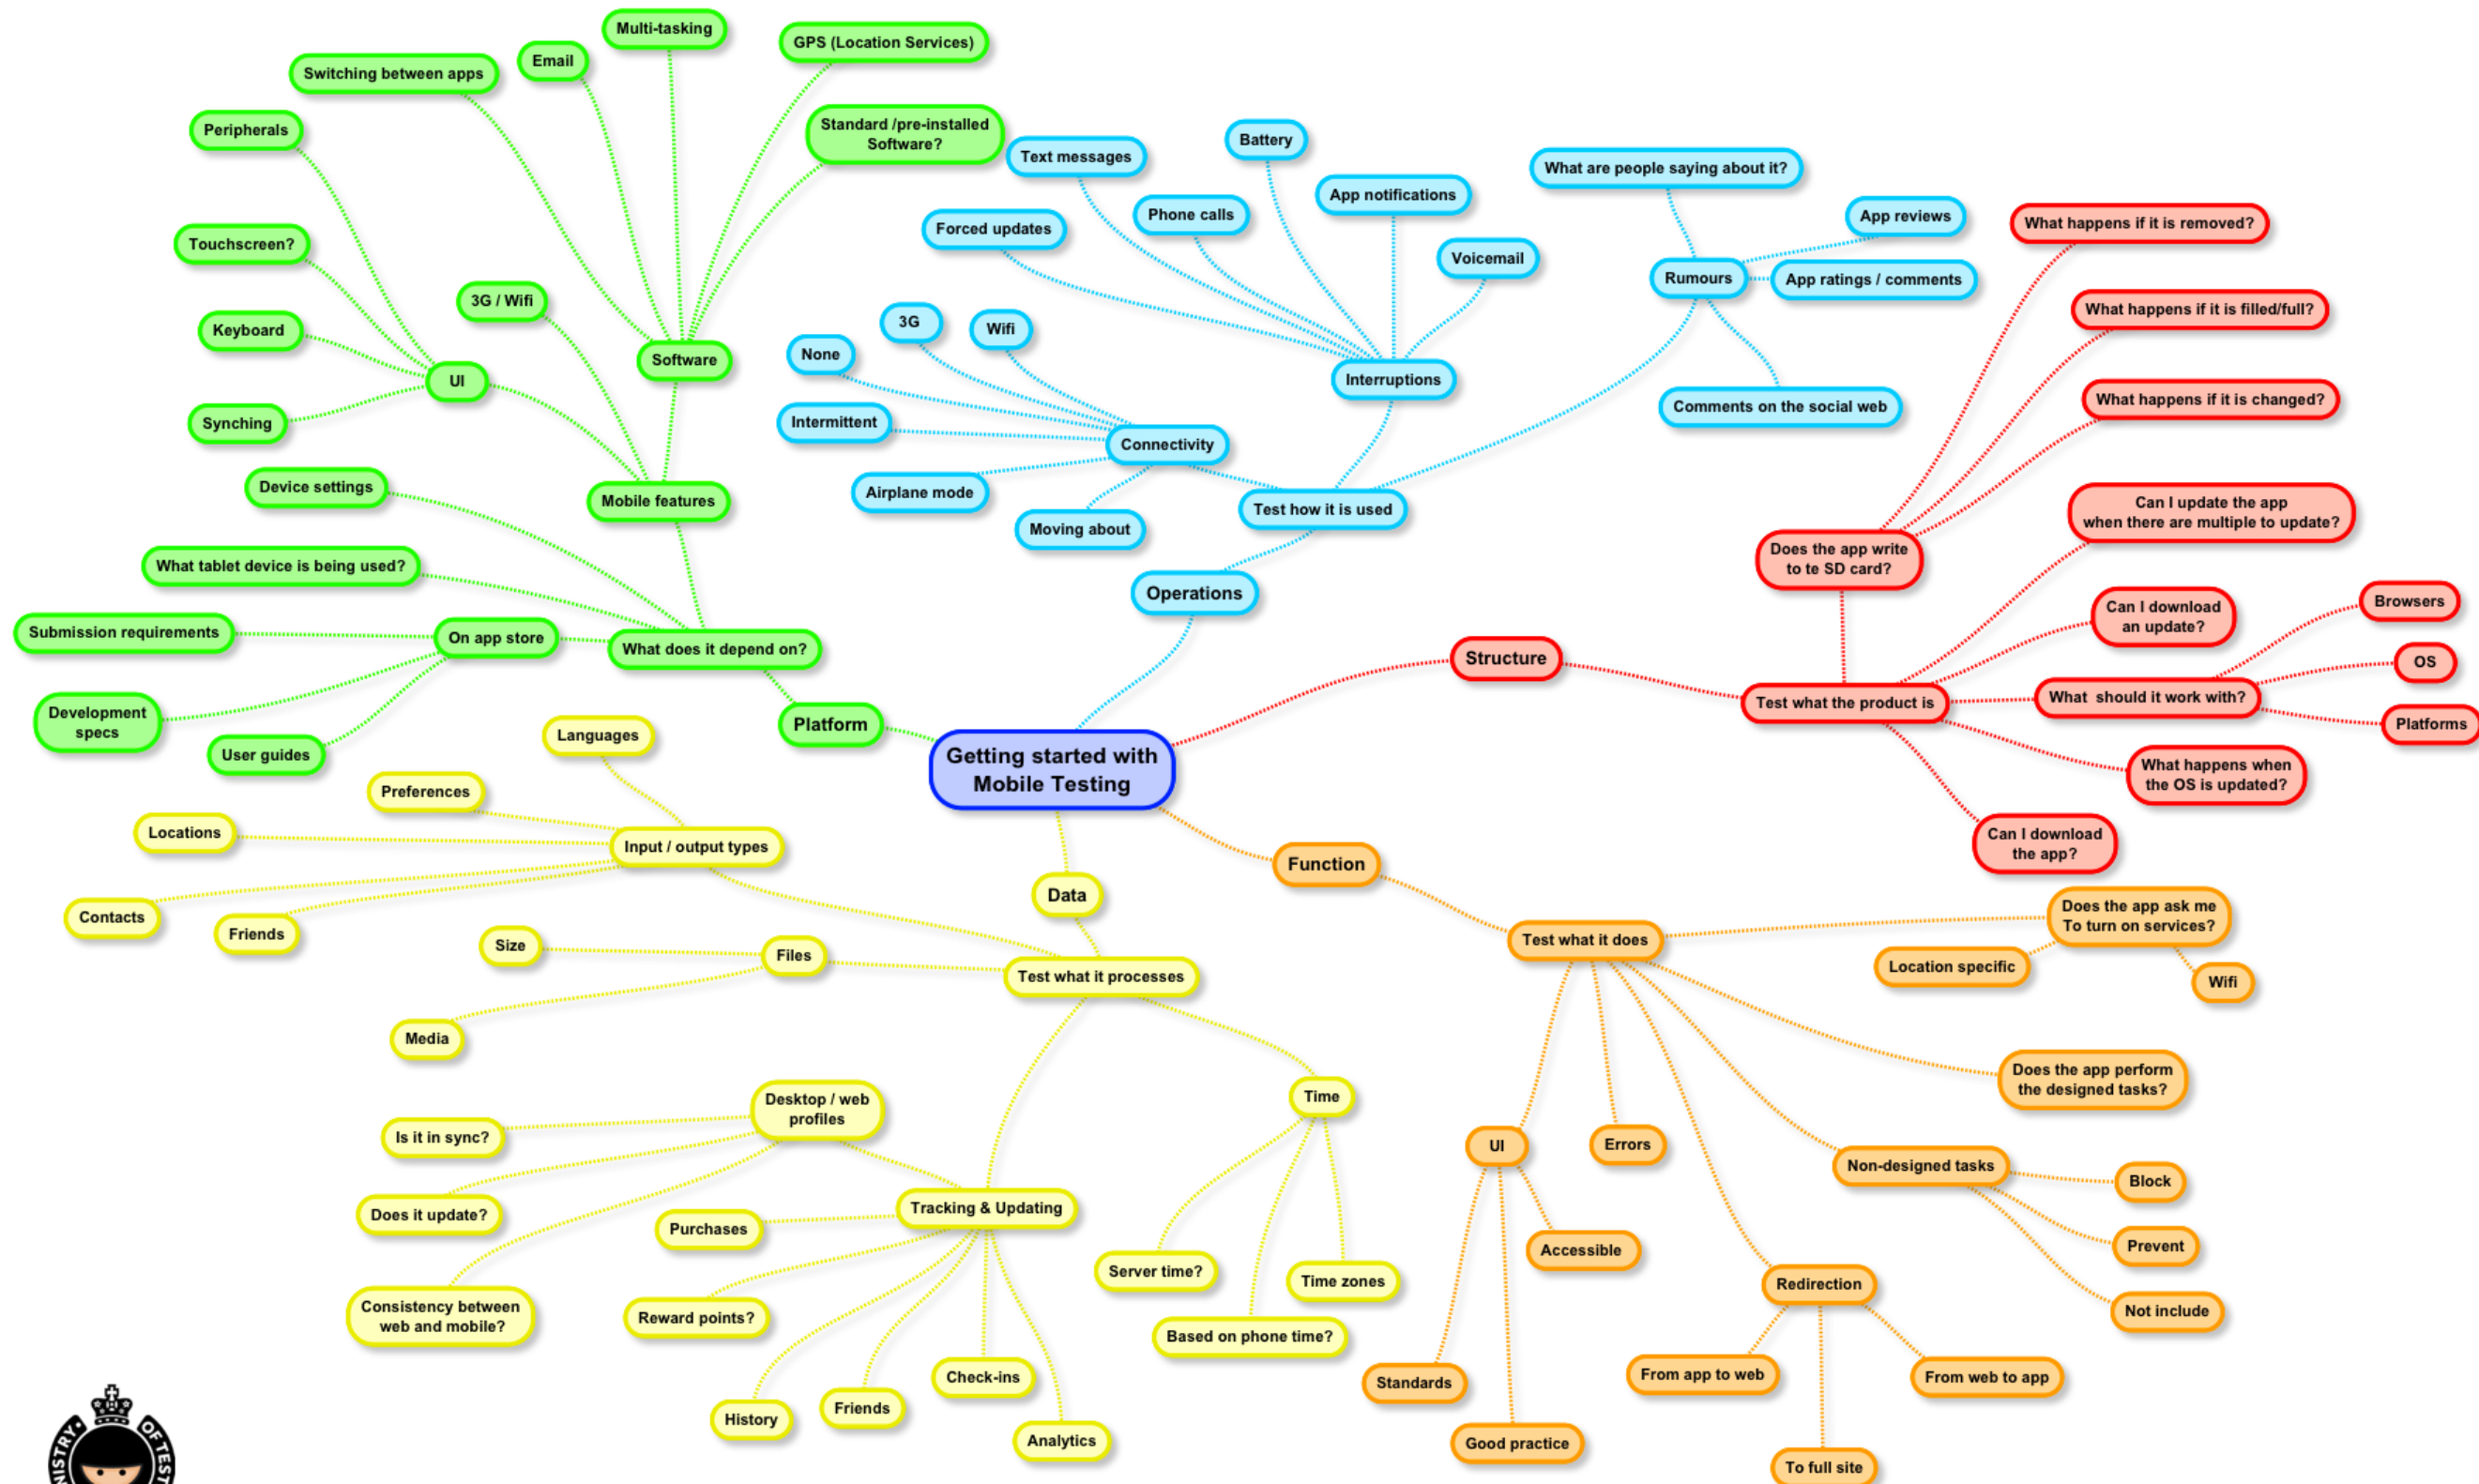 Multi-tasking
GPS (Location Services)
Email
Switching between apps
Peripherals
Standard /pre-installed
Software?
Touchscreen?
3G / Wifi
Keyboard
Software
UI
Synching
Device settings
Mobile features
What tablet device is being used?
Submission requirements
On app store
What does it depend on?
Development
specs
User guides
Platform
Text messages
Battery
App notifications
Phone calls
Forced updates
Voicemail
3G
Wifi
None
Interruptions
Intermittent
Connectivity
Airplane mode
Moving about
Test how it is used
Operations
What are people saying about it?
App reviews
Rumours
App ratings / comments
Comments on the social web
What happens if it is removed?
What happens if it is filled/full?
What happens if it is changed?
Can I update the app
when there are multiple to update?
Does the app write
to te SD card?
Can I download
an update?
Browsers
OS
Structure
Test what the product is
What  should it work with?
Platforms
What happens when
the OS is updated?
Can I download
the app?
Getting started with
Mobile Testing
Languages
Preferences
Locations
Input / output types
Contacts
Friends
Data
Size
Files
Test what it processes
Media
Desktop / web
profiles
Time
Is it in sync?
Does it update?
Purchases
Tracking & Updating
Consistency between
web and mobile?
Reward points?
Server time?
Time zones
Based on phone time?
Check-ins
History
Friends
Analytics
Function
Test what it does
Does the app ask me
To turn on services?
Location specific
Wifi
Does the app perform
the designed tasks?
UI
Errors
Non-designed tasks
Block
Accessible
Prevent
Redirection
Not include
Standards
From app to web
From web to app
Good practice
To full site
OF TEST